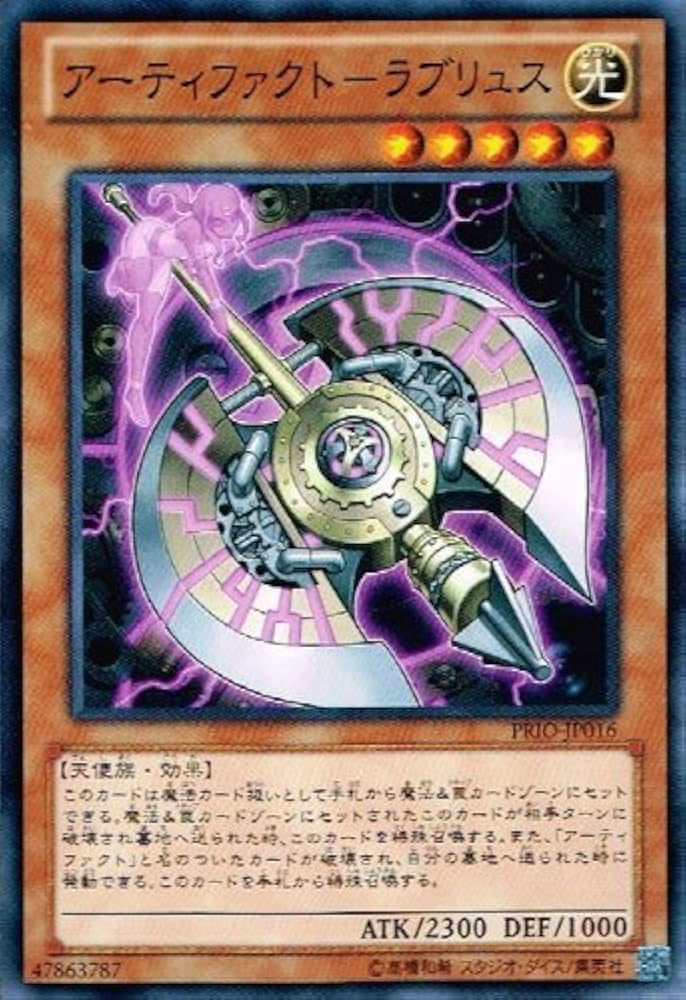 アーティファクト－ラブリュス
光
PRIO-JP016
【天使族・効果】
このカードは魔法カード扱いとして手札から魔法&罠カードゾーンにセット
できる。魔法&罠カードゾーンにセットされたこのカードが相手ターンに
破壊され墓地へ送られた時、このカードを特殊召喚する。また、「アーティ
ファクト」と名のついたカードが破壊され、自分の墓地へ送られた時に
発動できる。このカードを手札から特殊召喚する。
ATK/2300 DEF/1000
47863787
©高橋和希 スタジオ・ダイス/集英社